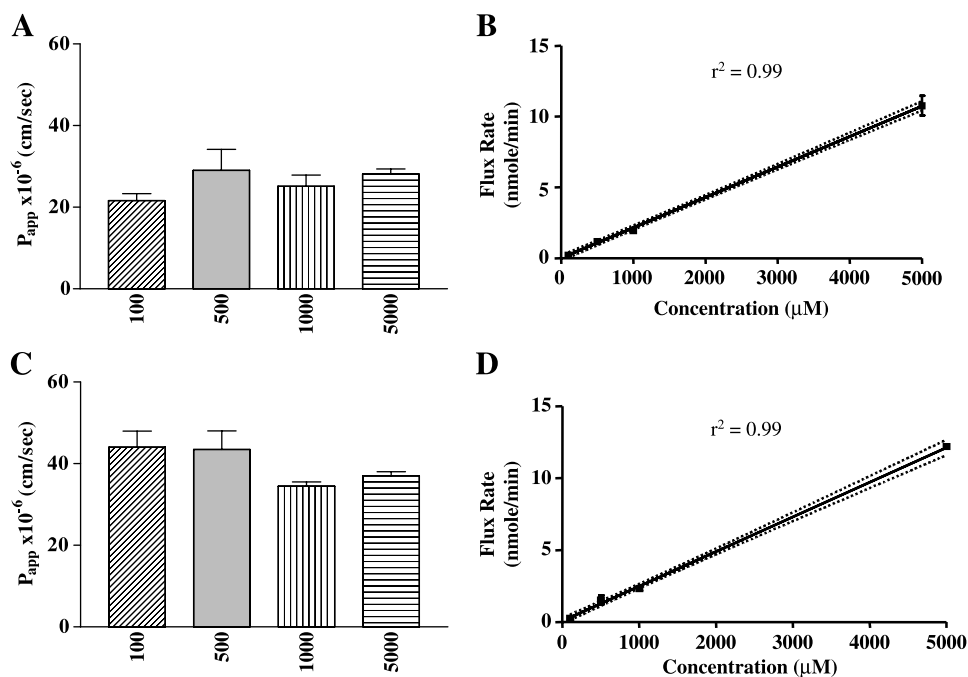 A
60
40
20
0
P_app x10^-6 (cm/sec)
100
500
1000
5000
B
15
10
5
0
Flux Rate
(nmole/min)
r² = 0.99
0
1000
2000
3000
4000
5000
Concentration (μM)
C
60
40
20
0
P_app x10^-6 (cm/sec)
100
500
1000
5000
D
15
10
5
0
Flux Rate
(nmole/min)
r² = 0.99
0
1000
2000
3000
4000
5000
Concentration (μM)